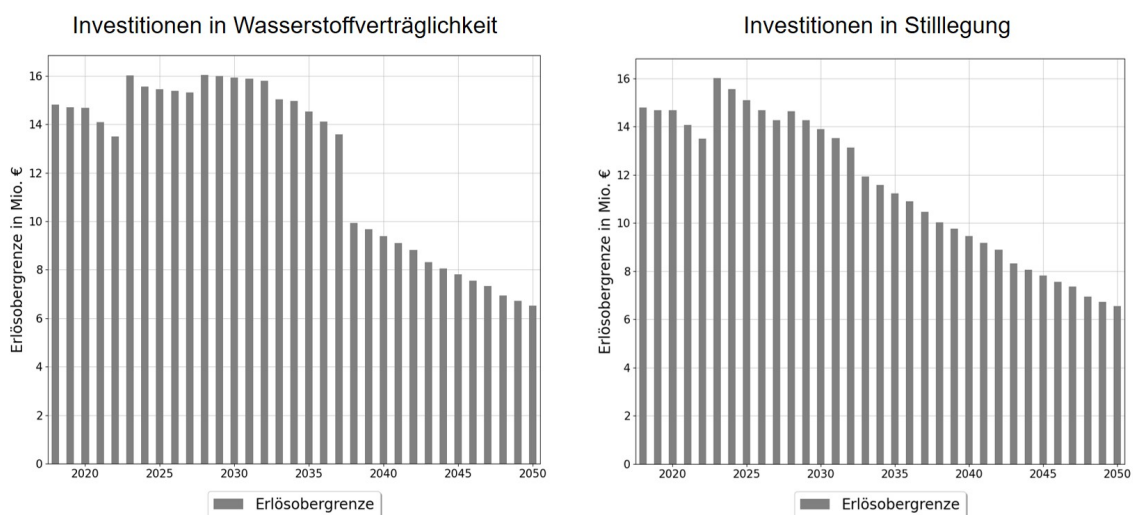 Investitionen in Wasserstoffverträglichkeit
Erlösobergrenze in Mio. €
16
14
12
10
8
6
4
2
0
2020 2025 2030 2035 2040 2045 2050
Erlösobergrenze
Investitionen in Stilllegung
Erlösobergrenze in Mio. €
16
14
12
10
8
6
4
2
0
2020 2025 2030 2035 2040 2045 2050
Erlösobergrenze